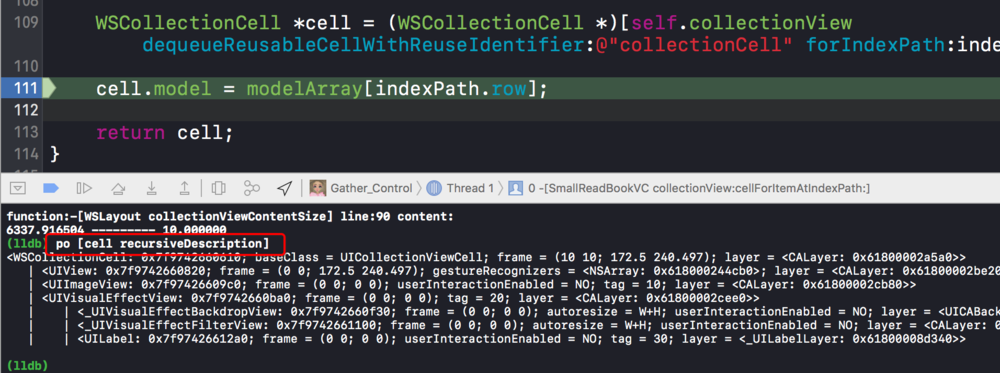 109 WSCollectionCell *cell = (WSCollectionCell *)[self.collectionView
dequeueReusableCellWithReuseIdentifier:@"collectionCell" forIndexPath:inde
110
111 cell.model = modelArray[indexPath.row];
112
113 return cell;
114 }
Gather_Control Thread 1 0 -[SmallReadBookVC collectionView:cellForItemAtIndexPath:]
function:-[WSLayout collectionViewContentSize] line:90 content:
6337.916504 --------- 10.000000
(lldb) po [cell recursiveDescription]
<WSCollectionCell: 0x7f9742660610; baseClass = UICollectionViewCell; frame = (10 10; 172.5 240.497); layer = <CALayer: 0x61800002a5a0>>
| <UIView: 0x7f9742660820; frame = (0 0; 172.5 240.497); gestureRecognizers = <NSArray: 0x618000244cb0>; layer = <CALayer: 0x61800002be20
| <UIImageView: 0x7f97426609c0; frame = (0 0; 0 0); userInteractionEnabled = NO; tag = 10; layer = <CALayer: 0x61800002cb80>>
| <UIVisualEffectView: 0x7f9742660ba0; frame = (0 0; 0 0); tag = 20; layer = <CALayer: 0x61800002cee0>>
| | <_UIVisualEffectBackdropView: 0x7f9742660f30; frame = (0 0; 0 0); autoresize = W+H; userInteractionEnabled = NO; layer = <UICABack
| | <_UIVisualEffectFilterView: 0x7f9742661100; frame = (0 0; 0 0); autoresize = W+H; userInteractionEnabled = NO; layer = <CALayer: 0
| | <UILabel: 0x7f97426612a0; frame = (0 0; 0 0); userInteractionEnabled = NO; tag = 30; layer = <_UILabelLayer: 0x61800008d340>>
(lldb)